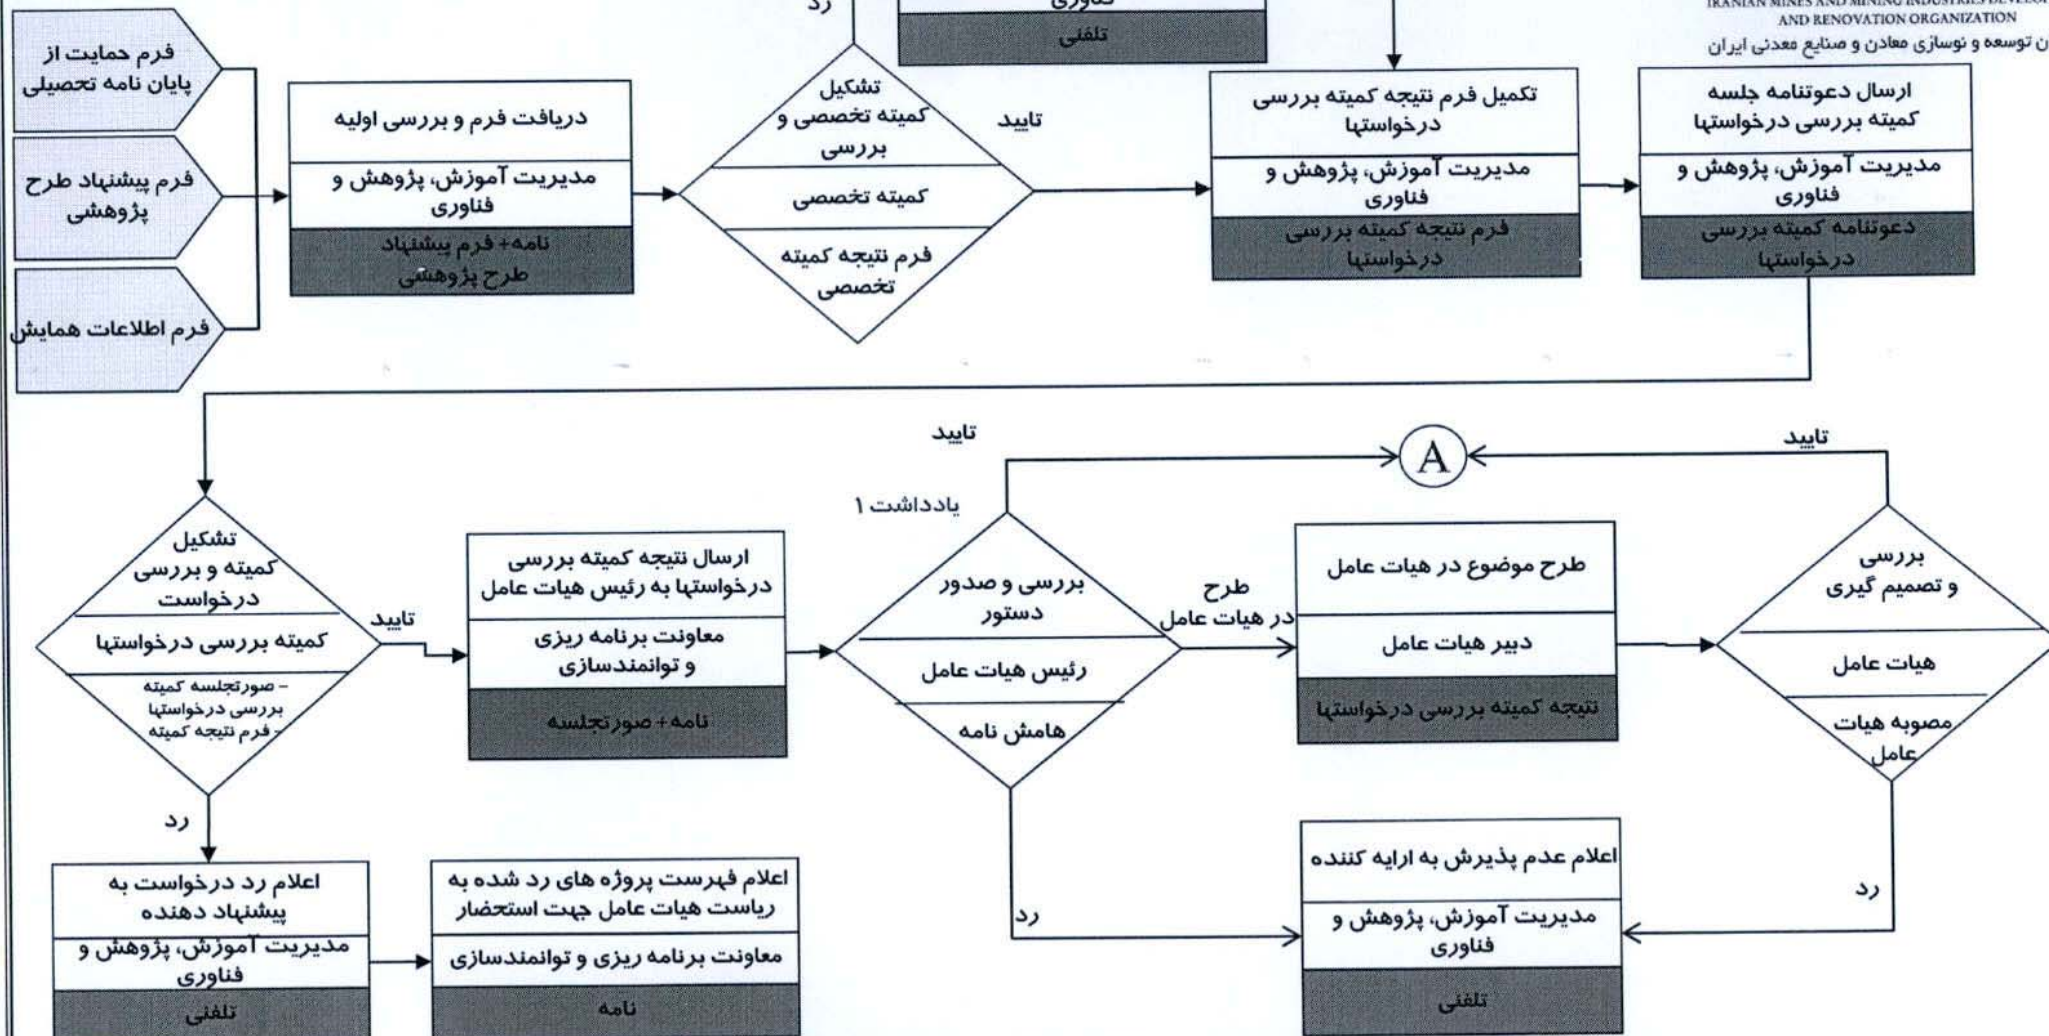 IRANIAN MINES AND MINING INDUSTRIES
AND RENOVATION ORGANIZATION
توسعه و نوسازی معادن و صنایع معدنی ایران
رد
فناوری
تلفنی
فرم حمایت از
پایان نامه تحصیلی
فرم پیشنهاد طرح
پژوهشی
فرم اطلاعات همایش
دریافت فرم و بررسی اولیه
مدیریت آموزش، پژوهش و
فناوری
نامه+ فرم پیشنهاد
طرح پژوهشی
تشکیل
کمیته تخصصی و
بررسی
کمیته تخصصی
فرم نتیجه کمیته
تخصصی
تایید
تکمیل فرم نتیجه کمیته بررسی
درخواستها
مدیریت آموزش، پژوهش و
فناوری
فرم نتیجه کمیته بررسی
درخواستها
ارسال دعوتنامه جلسه
کمیته بررسی درخواستها
مدیریت آموزش، پژوهش و
فناوری
دعوتنامه کمیته بررسی
درخواستها
تشکیل
کمیته و بررسی
درخواست
کمیته بررسی درخواستها
- صورتجلسه کمیته
بررسی درخواستها
- فرم نتیجه کمیته
تایید
رد
ارسال نتیجه کمیته بررسی
درخواستها به رئیس هیات عامل
معاونت برنامه ریزی
و توانمندسازی
نامه+ صورتجلسه
تایید
یادداشت ۱
بررسی و صدور
دستور
رئیس هیات عامل
هامش نامه
طرح
در هیات عامل
رد
A
طرح موضوع در هیات عامل
دبیر هیات عامل
نتیجه کمیته بررسی درخواستها
تایید
بررسی
و تصمیم گیری
هیات عامل
مصوبه هیات
عامل
رد
اعلام رد درخواست به
پیشنهاد دهنده
مدیریت آموزش، پژوهش و
فناوری
تلفنی
اعلام فهرست پروژه های رد شده به
ریاست هیات عامل جهت استحضار
معاونت برنامه ریزی و توانمندسازی
نامه
اعلام عدم پذیرش به ارایه کننده
مدیریت آموزش، پژوهش و
فناوری
تلفنی